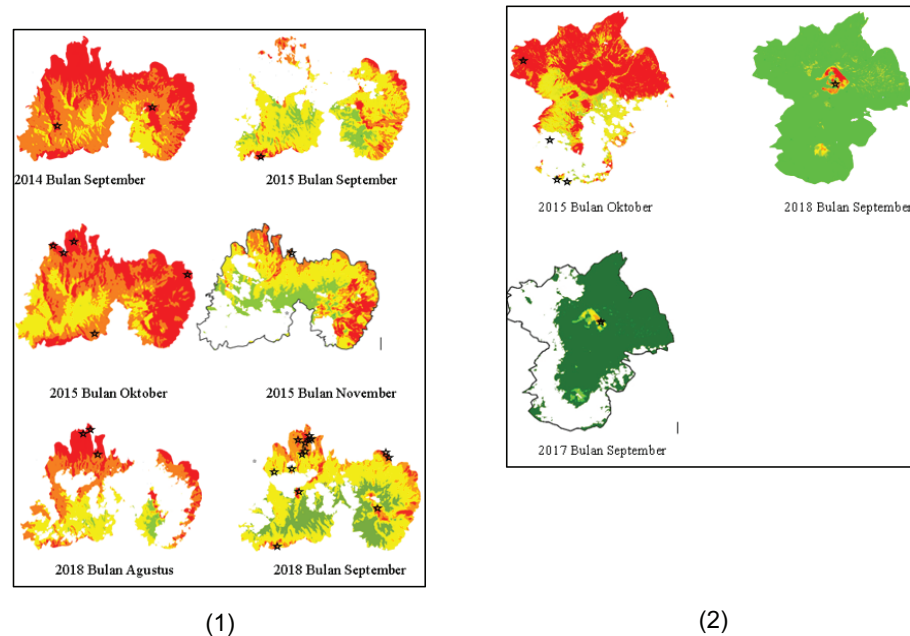 2014 Bulan September
2015 Bulan September
2015 Bulan Oktober
2015 Bulan November
2018 Bulan Agustus
2018 Bulan September
(1)
2015 Bulan Oktober
2018 Bulan September
2017 Bulan September
(2)